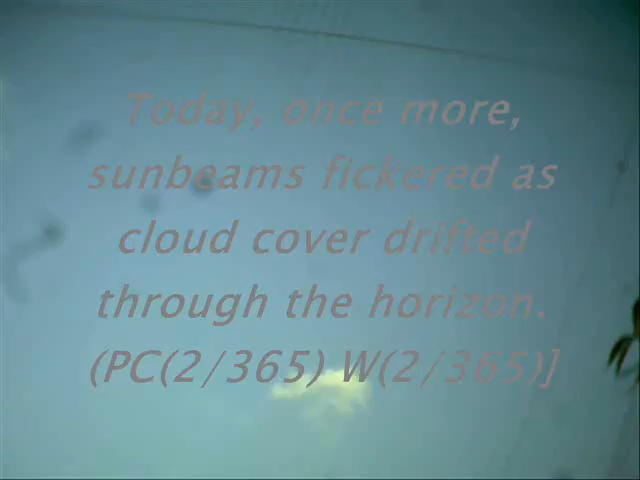 Today, once more,
sunbeams fickered as
cloud cover drifted
through the horizon.
(PC(2/365) W(2/365)]